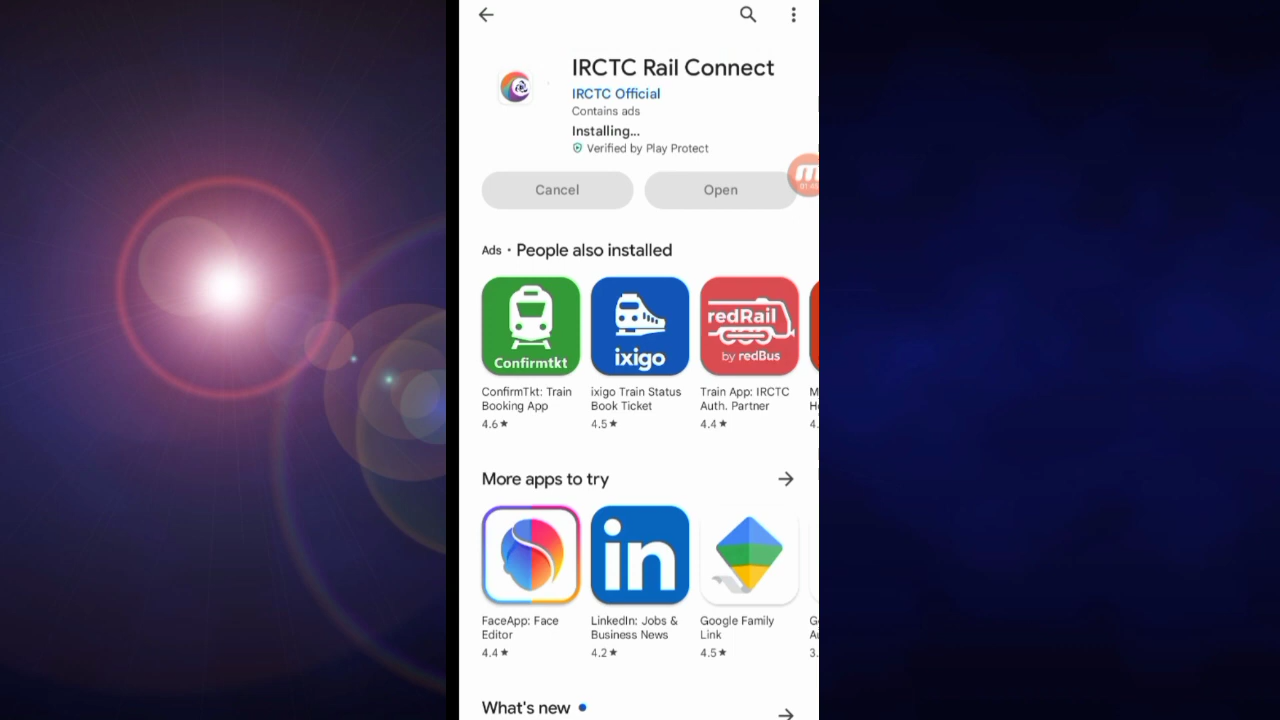 IRCTC Rail Connect
IRCTC Official
Contains ads
Installing...
Verified by Play Protect
Cancel
Open
Ads · People also installed
Confirmtkt
ixigo
redRail
by redBus
ConfirmTkt: Train
Booking App
4.6★
ixigo Train Status
Book Ticket
4.5★
Train App: IRCTC
Auth. Partner
4.4★
More apps to try
in
FaceApp: Face
Editor
4.4★
LinkedIn: Jobs &
Business News
4.2★
Google Family
Link
4.5★
What's new